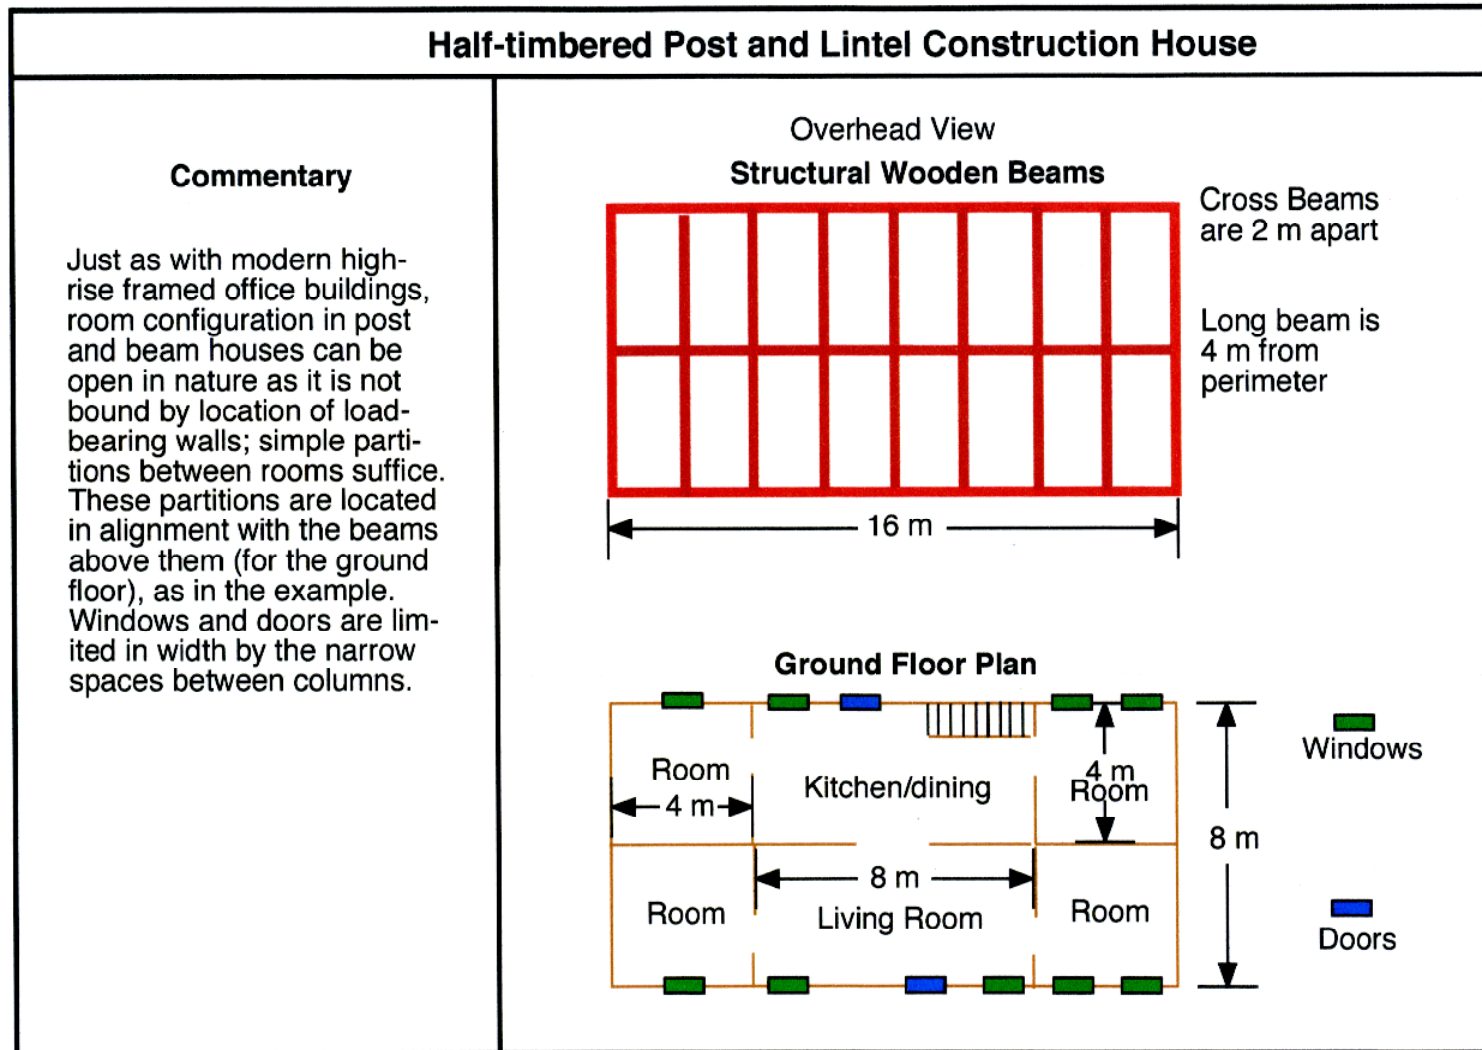 Half-timbered Post and Lintel Construction House
Commentary
Just as with modern high-
rise framed office buildings,
room configuration in post
and beam houses can be
open in nature as it is not
bound by location of load-
bearing walls; simple parti-
tions between rooms suffice.
These partitions are located
in alignment with the beams
above them (for the ground
floor), as in the example.
Windows and doors are lim-
ited in width by the narrow
spaces between columns.
Overhead View
Structural Wooden Beams
Cross Beams
are 2 m apart
Long beam is
4 m from
perimeter
16 m
Ground Floor Plan
Room
4 m
Kitchen/dining
4 m
Room
8 m
Room
8 m
Living Room
Room
Windows
Doors